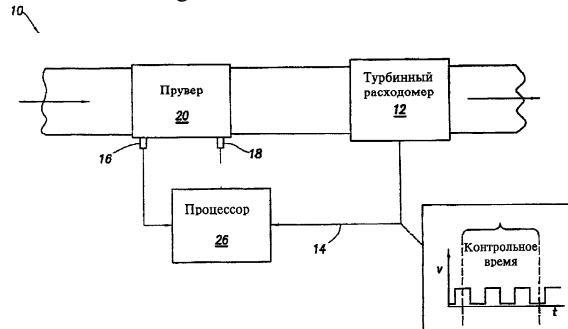 10
Прувер
20
Турбинный
расходомер
12
16
18
Процессор
26
14
Контрольное
время
v
t